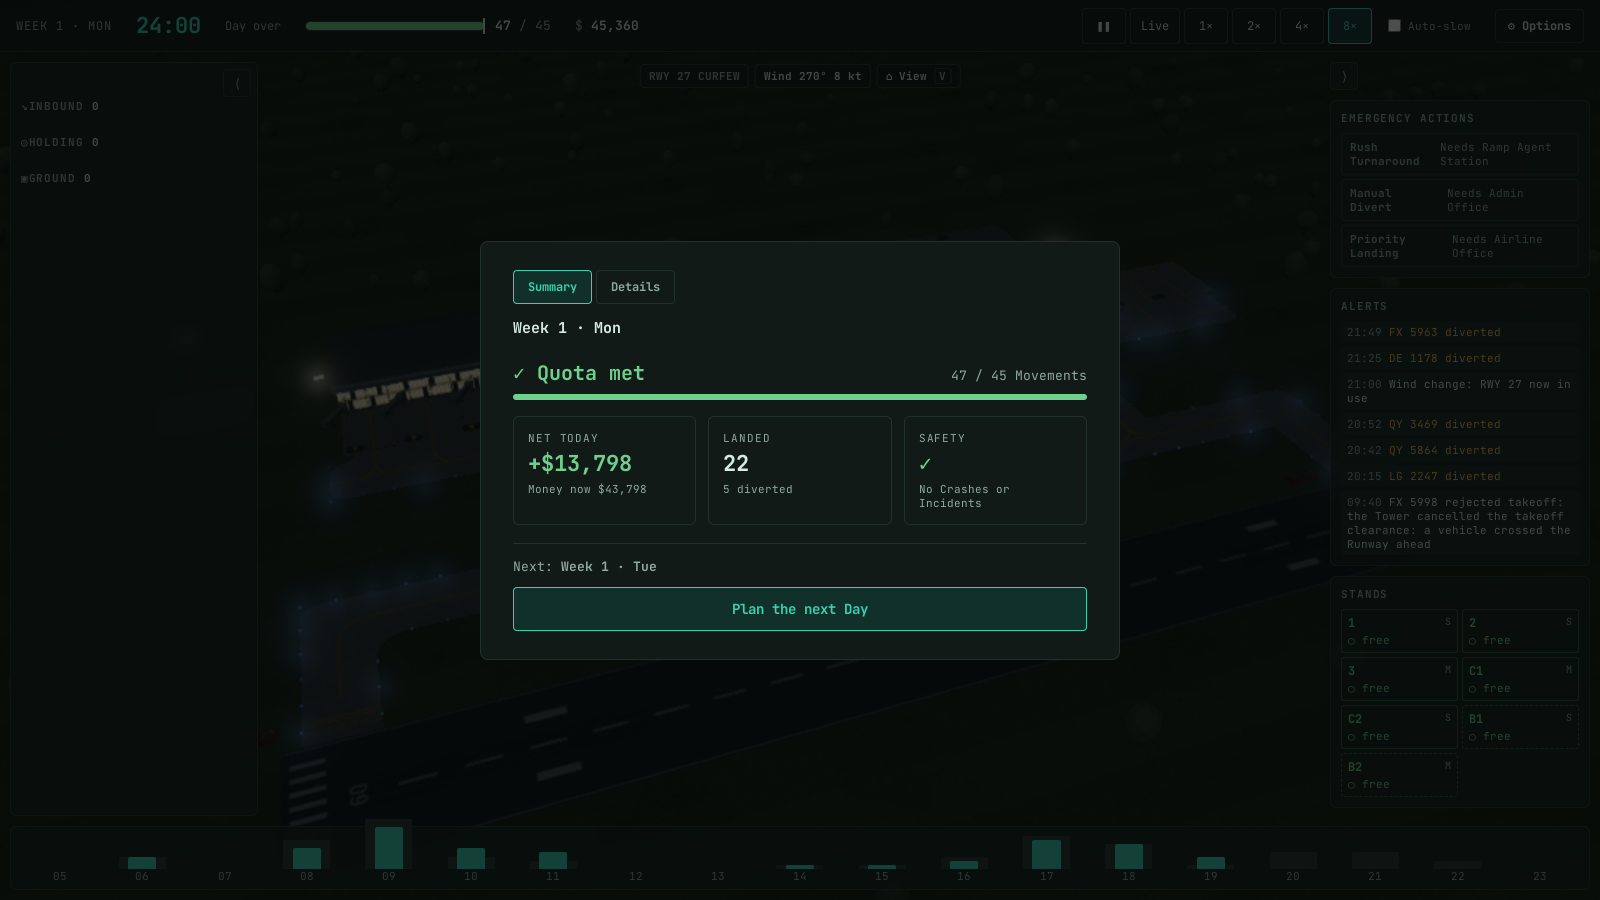 WEEK 1 · MON 24:00 Day over 47 / 45 $ 45,360
Live 1× 2× 4× 8× Auto-slow ⚙ Options
RWY 27 CURFEW Wind 270° 8 kt ⌂ View V
↘INBOUND 0
◎HOLDING 0
▣GROUND 0
Summary Details
Week 1 · Mon
✓ Quota met 47 / 45 Movements
NET TODAY
+$13,798
Money now $43,798
LANDED
22
5 diverted
SAFETY
✓
No Crashes or
Incidents
Next: Week 1 · Tue
Plan the next Day
EMERGENCY ACTIONS
Rush Turnaround
Needs Ramp Agent Station
Manual Divert
Needs Admin Office
Priority Landing
Needs Airline Office
ALERTS
21:49 FX 5963 diverted
21:25 DE 1178 diverted
21:00 Wind change: RWY 27 now in
use
20:52 QY 3469 diverted
20:42 QY 5864 diverted
20:15 LG 2247 diverted
09:40 FX 5998 rejected takeoff:
the Tower cancelled the takeoff
clearance: a vehicle crossed the
Runway ahead
STANDS
1 S
○ free
2 S
○ free
3 M
○ free
C1 M
○ free
C2 S
○ free
B1 S
○ free
B2 M
○ free
09
05 06 07 08 09 10 11 12 13 14 15 16 17 18 19 20 21 22 23